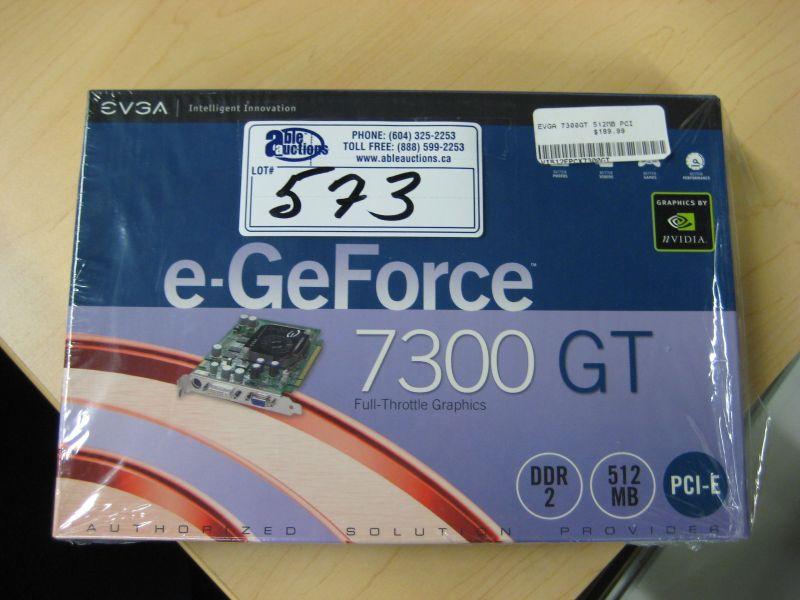 EVGA
Intelligent Innovation
able auctions
PHONE: (604) 325-2253
TOLL FREE: (888) 599-2253
www.ableauctions.ca
LOT#
573
EVGA 7300GT 512MB PCI
$189.99
GRAPHICS BY
NVIDIA
e-GeForce™
7300 GT
Full-Throttle Graphics
DDR
2
512
MB
PCI-E
AUTHORIZED SOLUTION PROVIDER